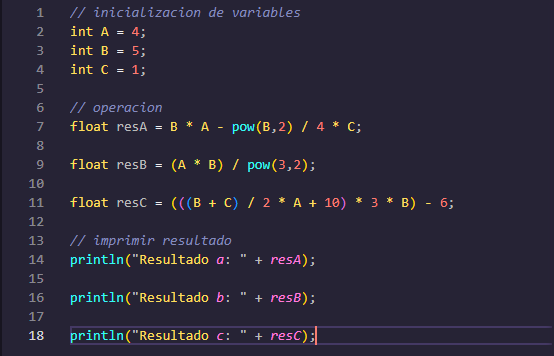 1 // inicializacion de variables
2 int A = 4;
3 int B = 5;
4 int C = 1;
5
6 // operacion
7 float resA = B * A - pow(B,2) / 4 * C;
8
9 float resB = (A * B) / pow(3,2);
10
11 float resC = (((B + C) / 2 * A + 10) * 3 * B) - 6;
12
13 // imprimir resultado
14 println("Resultado a: " + resA);
15
16 println("Resultado b: " + resB);
17
18 println("Resultado c: " + resC);